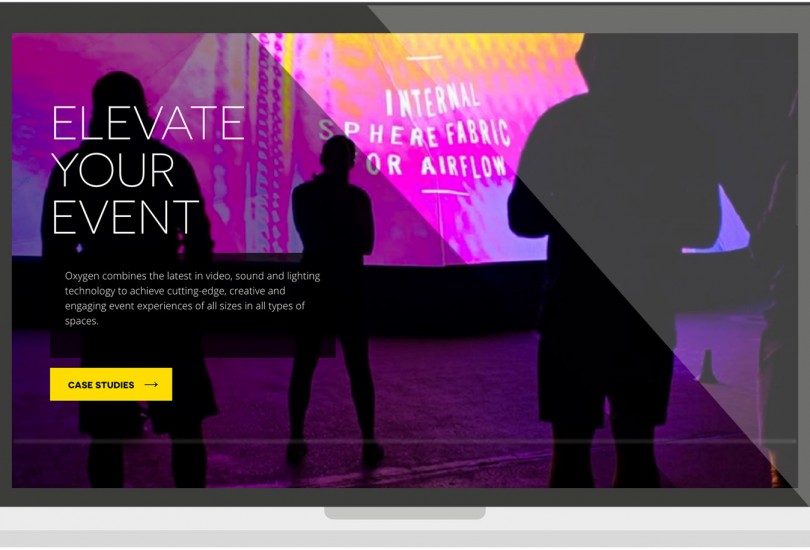 ELEVATE
YOUR
EVENT
Oxygen combines the latest in video, sound and lighting
technology to achieve cutting-edge, creative and
engaging event experiences of all sizes in all types of
spaces.
CASE STUDIES
INTERNAL
SPHERE FABRIC
OR AIRFLOW